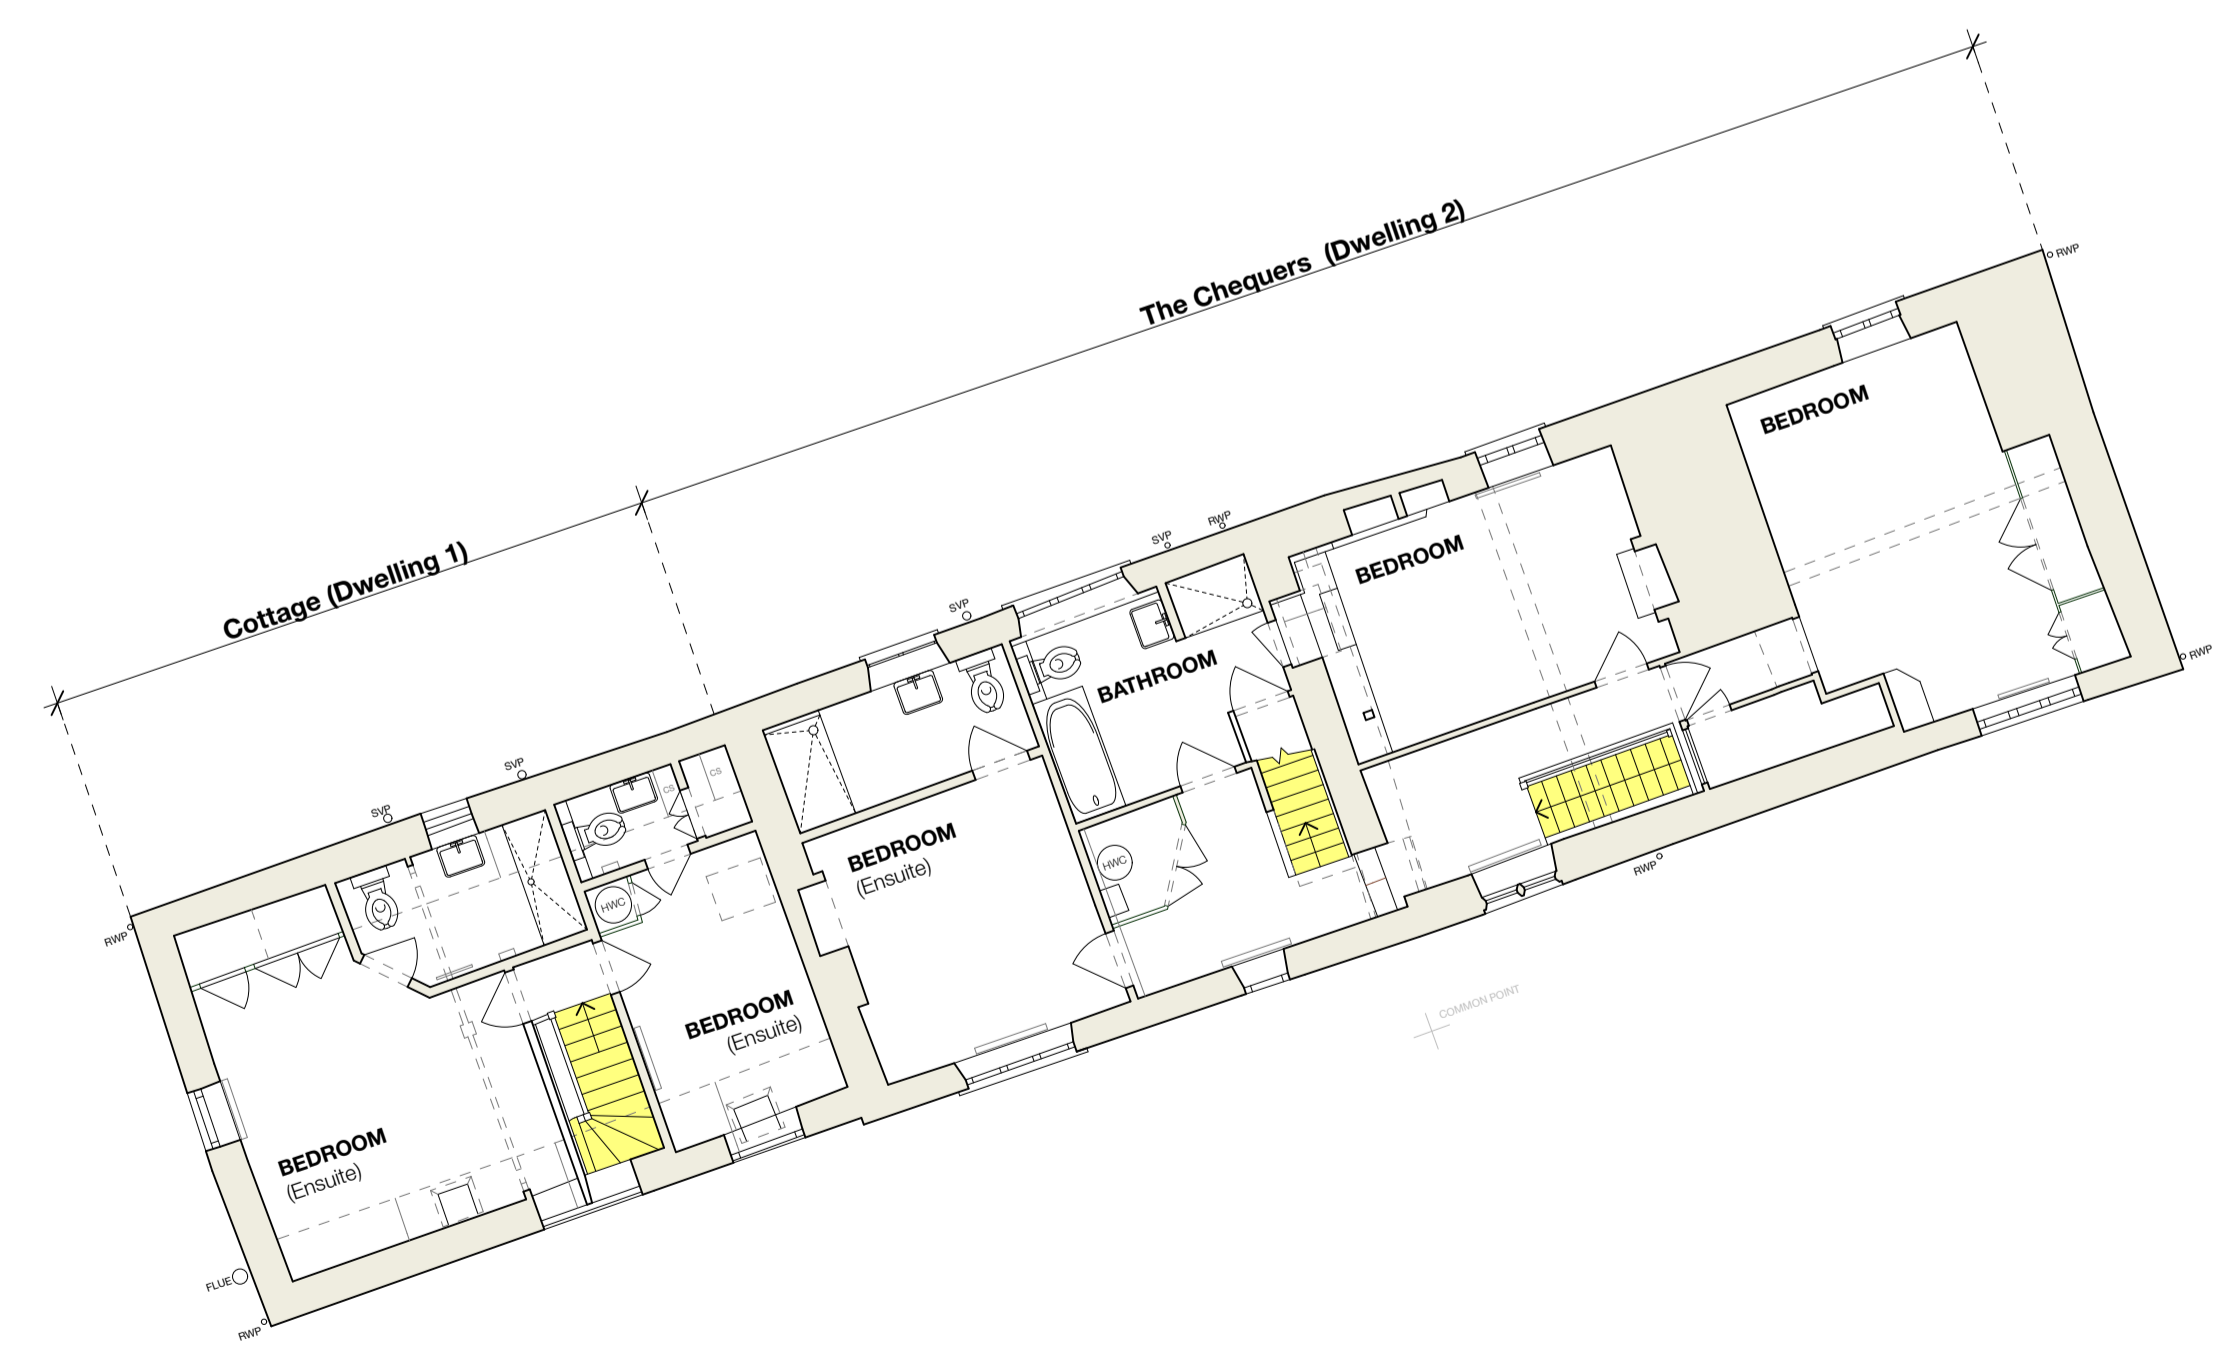 The Chequers (Dwelling 2)
Cottage (Dwelling 1)
RWP
BEDROOM
SVP
RWP
BEDROOM
SVP
BATHROOM
RWP
SVP
SVP
CS
CS
BEDROOM
(Ensuite)
HWC
RWP
HWC
RWP
BEDROOM
(Ensuite)
COMMON POINT
BEDROOM
(Ensuite)
FLUE
RWP